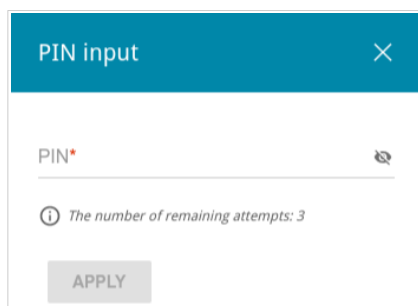 PIN input
PIN*
The number of remaining attempts: 3
APPLY